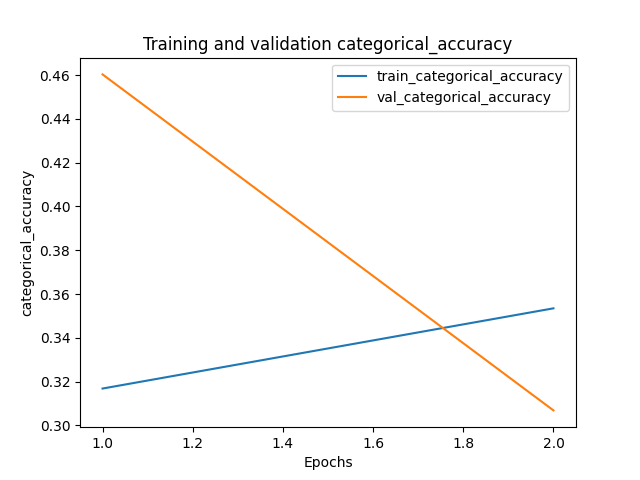 Training and validation categorical_accuracy
train_categorical_accuracy
val_categorical_accuracy
categorical_accuracy
0.46
0.44
0.42
0.40
0.38
0.36
0.34
0.32
0.30
1.0 1.2 1.4 1.6 1.8 2.0
Epochs